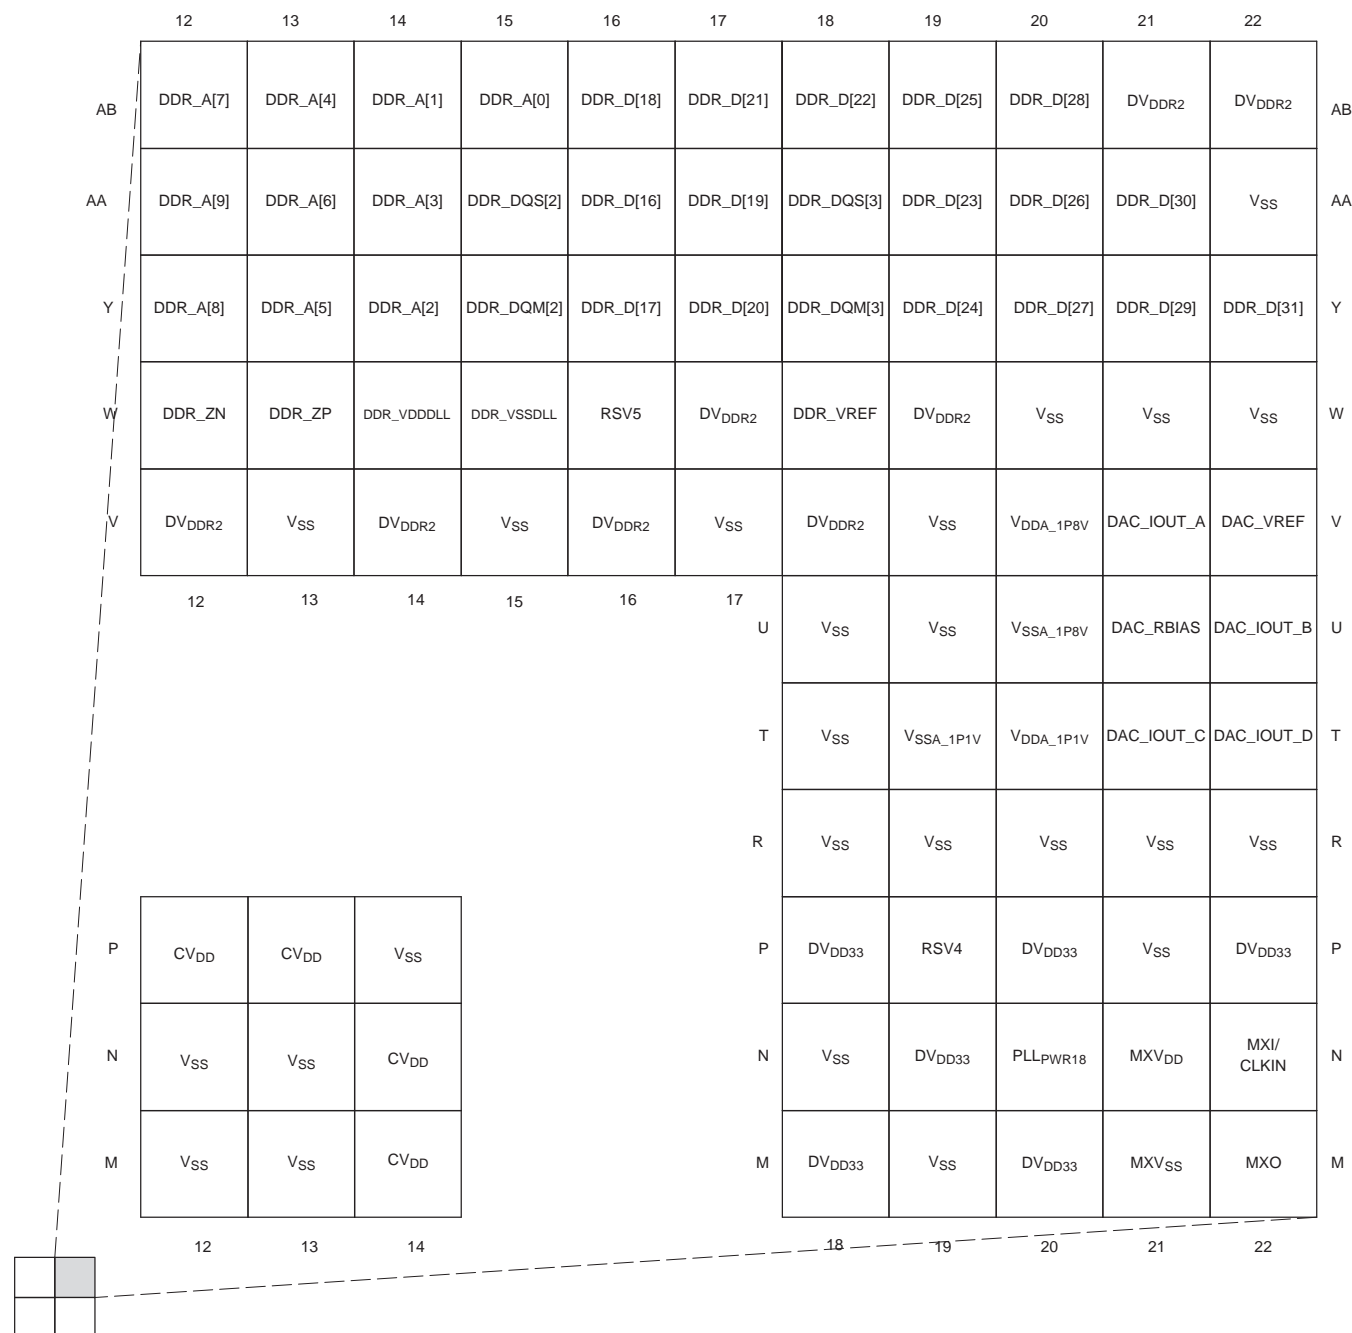 12 13 14 15 16 17 18 19 20 21 22
AB DDR_A[7] DDR_A[4] DDR_A[1] DDR_A[0] DDR_D[18] DDR_D[21] DDR_D[22] DDR_D[25] DDR_D[28] DVDDR2 DVDDR2 AB
AA DDR_A[9] DDR_A[6] DDR_A[3] DDR_DQS[2] DDR_D[16] DDR_D[19] DDR_DQS[3] DDR_D[23] DDR_D[26] DDR_D[30] VSS AA
Y DDR_A[8] DDR_A[5] DDR_A[2] DDR_DQM[2] DDR_D[17] DDR_D[20] DDR_DQM[3] DDR_D[24] DDR_D[27] DDR_D[29] DDR_D[31] Y
W DDR_ZN DDR_ZP DDR_VDDDLL DDR_VSSDLL RSV5 DVDDR2 DDR_VREF DVDDR2 VSS VSS VSS W
V DVDDR2 VSS DVDDR2 VSS DVDDR2 VSS DVDDR2 VSS VDDA_1P8V DAC_IOUT_A DAC_VREF V
12 13 14 15 16 17
U VSS VSS VSSA_1P8V DAC_RBIAS DAC_IOUT_B U
T VSS VSSA_1P1V VDDA_1P1V DAC_IOUT_C DAC_IOUT_D T
R VSS VSS VSS VSS VSS R
P CVDD CVDD VSS P DVDD33 RSV4 DVDD33 VSS DVDD33 P
N VSS VSS CVDD N VSS DVDD33 PLLPWR18 MXVDD MXI/
CLKIN N
M VSS VSS CVDD M DVDD33 VSS DVDD33 MXVSS MXO M
12 13 14 18 19 20 21 22